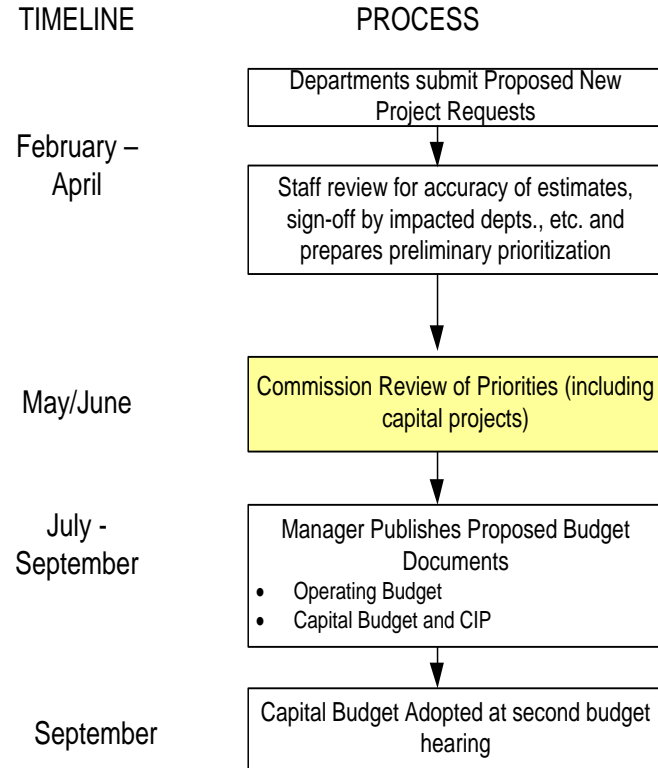 TIMELINE PROCESS
Departments submit Proposed New
Project Requests
February –
April
Staff review for accuracy of estimates,
sign-off by impacted depts., etc. and
prepares preliminary prioritization
May/June
Commission Review of Priorities (including
capital projects)
July -
September
Manager Publishes Proposed Budget
Documents
• Operating Budget
• Capital Budget and CIP
September
Capital Budget Adopted at second budget
hearing